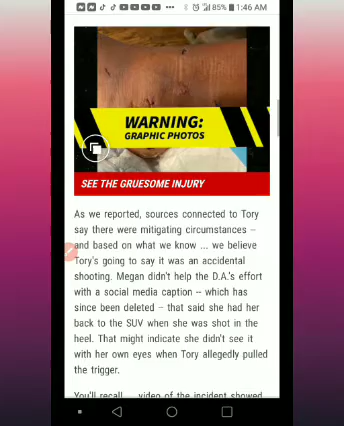 85% 1:46 AM
WARNING:
GRAPHIC PHOTOS
SEE THE GRUESOME INJURY
As we reported, sources connected to Tory
say there were mitigating circumstances --
and based on what we know ... we believe
Tory's going to say it was an accidental
shooting. Megan didn't help the D.A.'s effort
with a social media caption -- which has
since been deleted -- that said she had her
back to the SUV when she was shot in the
heel. That might indicate she didn't see it
with her own eyes when Tory allegedly pulled
the trigger.
You'll recall ... video of the incident showed